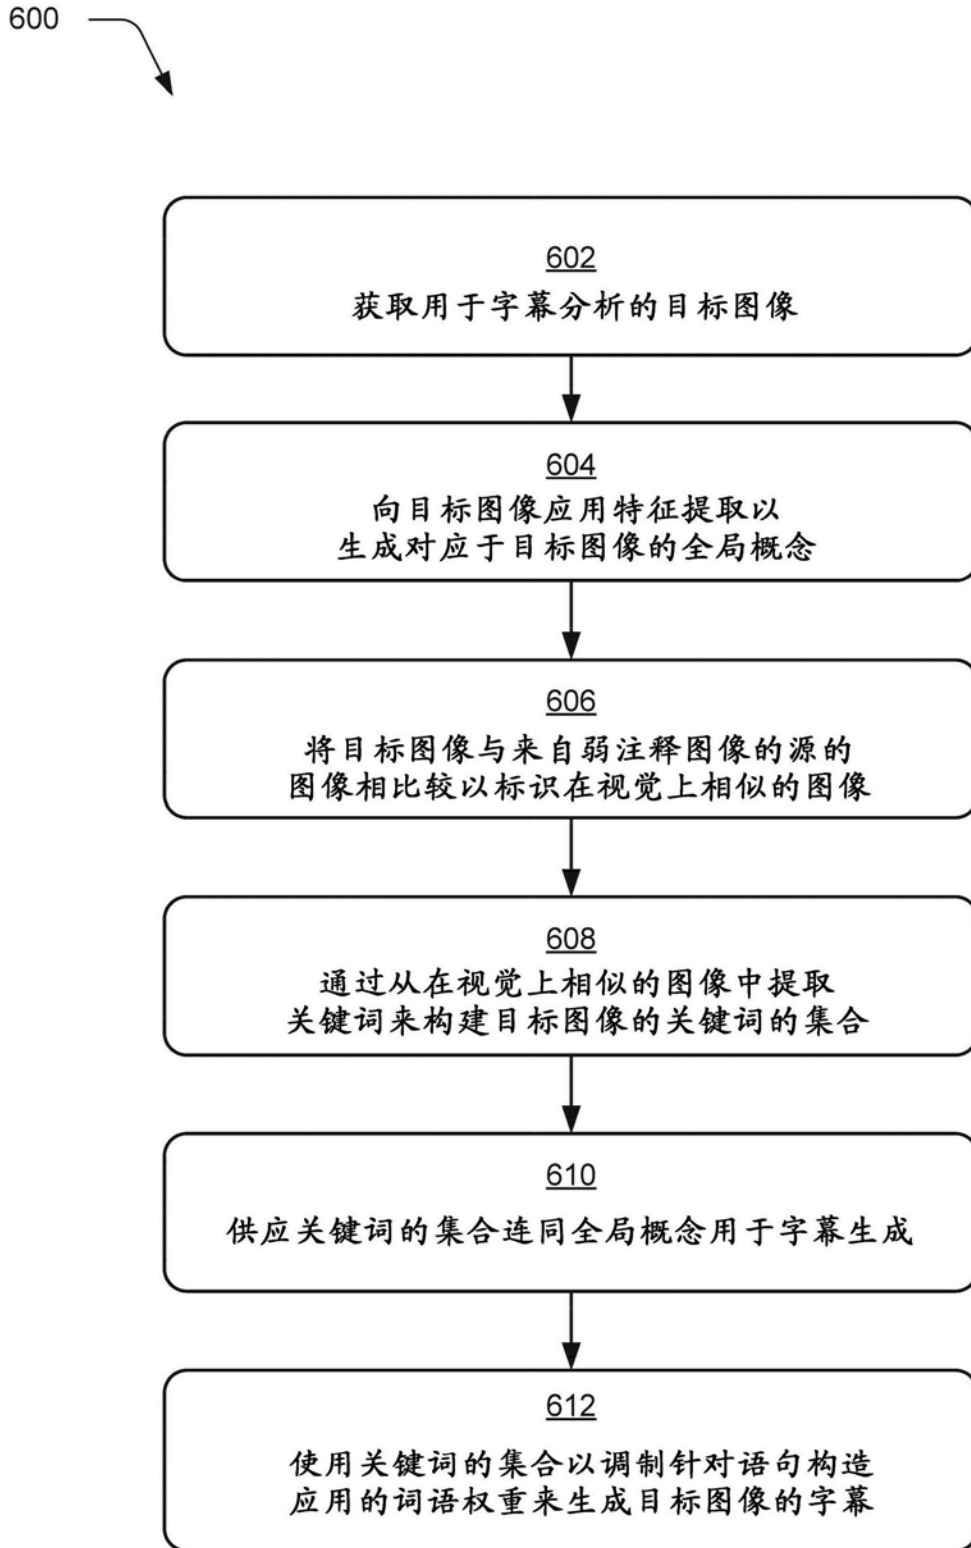 600
602
获取用于字幕分析的目标图像
604
向目标图像应用特征提取以
生成对应于目标图像的全局概念
606
将目标图像与来自弱注释图像的源的
图像相比较以标识在视觉上相似的图像
608
通过从在视觉上相似的图像中提取
关键词来构建目标图像的关键词的集合
610
供应关键词的集合连同全局概念用于字幕生成
612
使用关键词的集合以调制针对语句构造
应用的词语权重来生成目标图像的字幕